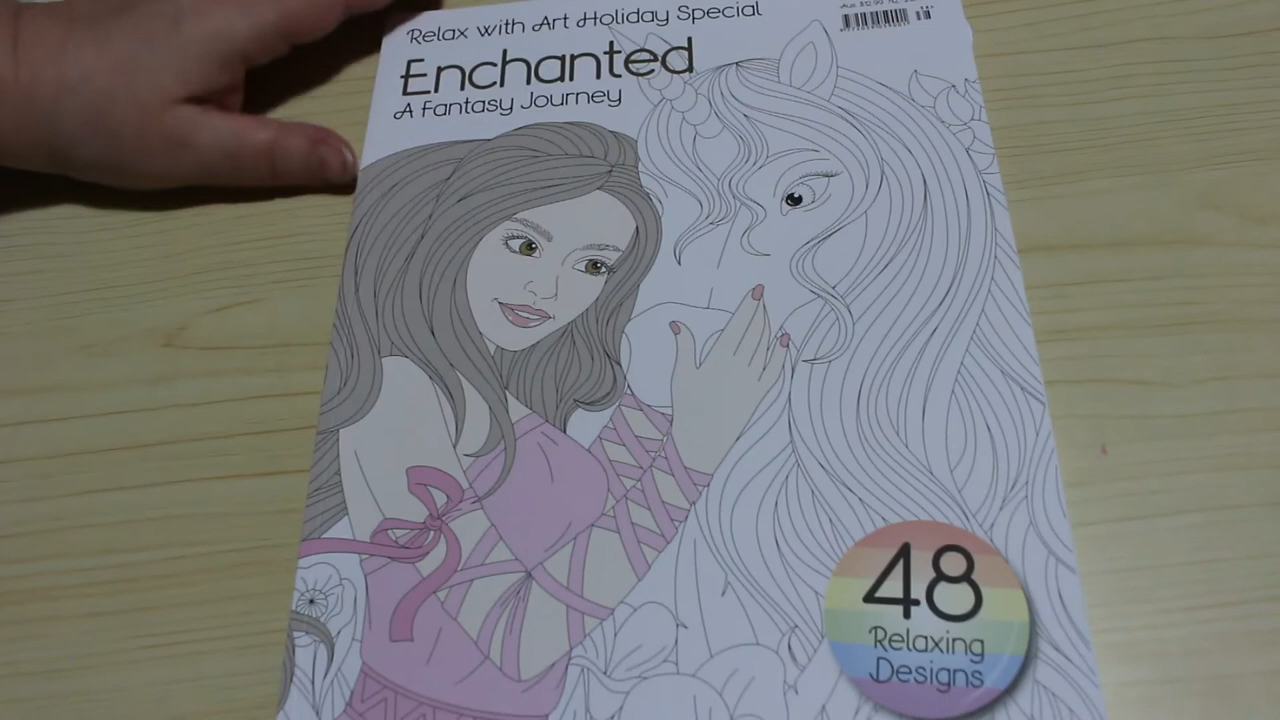 Relax with Art Holiday Special
Enchanted
A Fantasy Journey
48
Relaxing
Designs